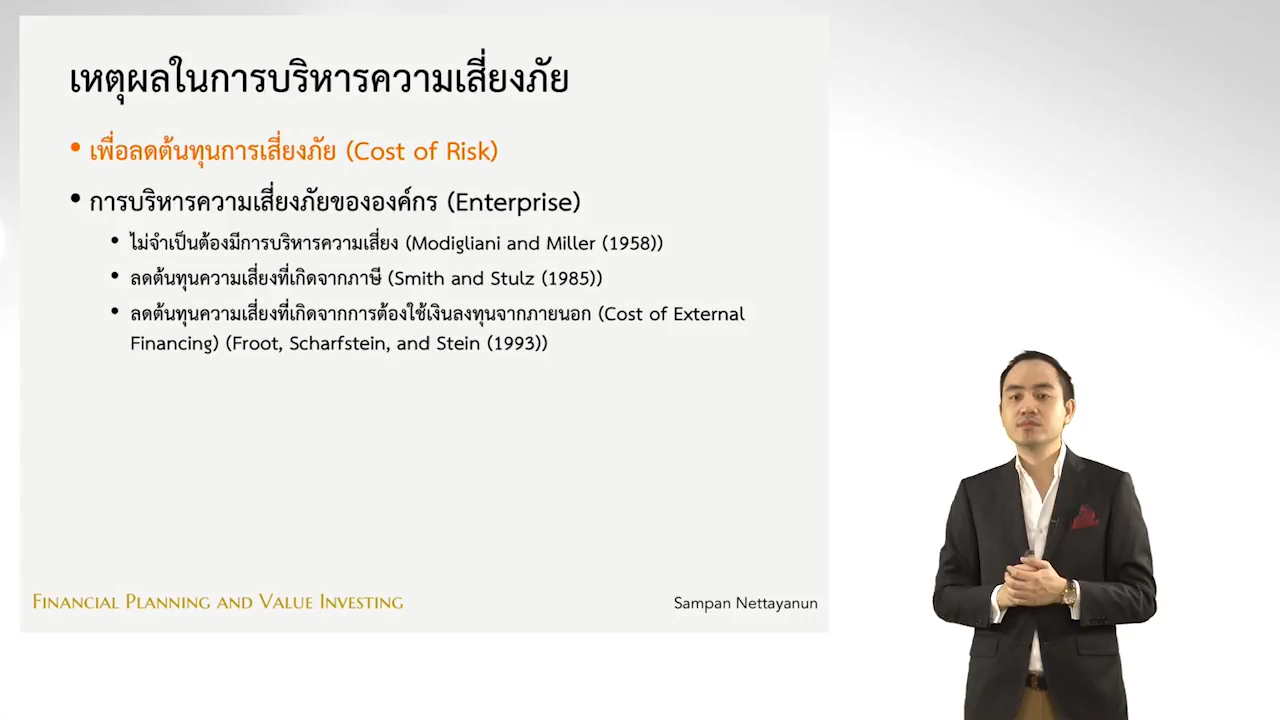 เหตุผลในการบริหารความเสี่ยงภัย
• เพื่อลดต้นทุนการเสี่ยงภัย (Cost of Risk)
• การบริหารความเสี่ยงภัยขององค์กร (Enterprise)
• ไม่จำเป็นต้องมีการบริหารความเสี่ยง (Modigliani and Miller (1958))
• ลดต้นทุนความเสี่ยงที่เกิดจากภาษี (Smith and Stulz (1985))
• ลดต้นทุนความเสี่ยงที่เกิดจากการต้องใช้เงินลงทุนจากภายนอก (Cost of External
Financing) (Froot, Scharfstein, and Stein (1993))
Financial Planning and Value Investing
Sampan Nettayanun